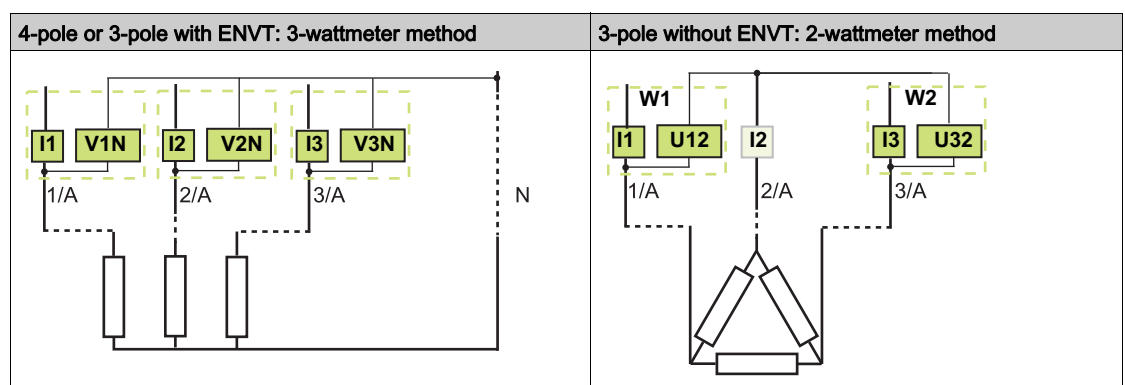 4-pole or 3-pole with ENVT: 3-wattmeter method
3-pole without ENVT: 2-wattmeter method
I1 V1N I2 V2N I3 V3N
1/A 2/A 3/A N
W1 W2
I1 U12 I2 I3 U32
1/A 2/A 3/A